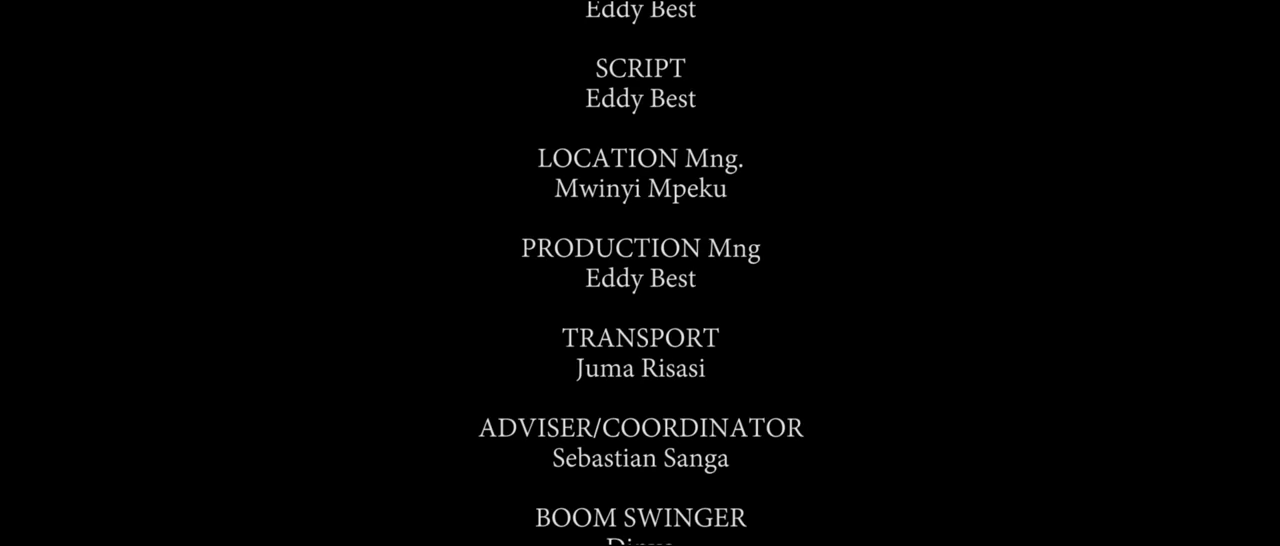 Eddy Best
SCRIPT
Eddy Best
LOCATION Mng.
Mwinyi Mpeku
PRODUCTION Mng
Eddy Best
TRANSPORT
Juma Risasi
ADVISER/COORDINATOR
Sebastian Sanga
BOOM SWINGER